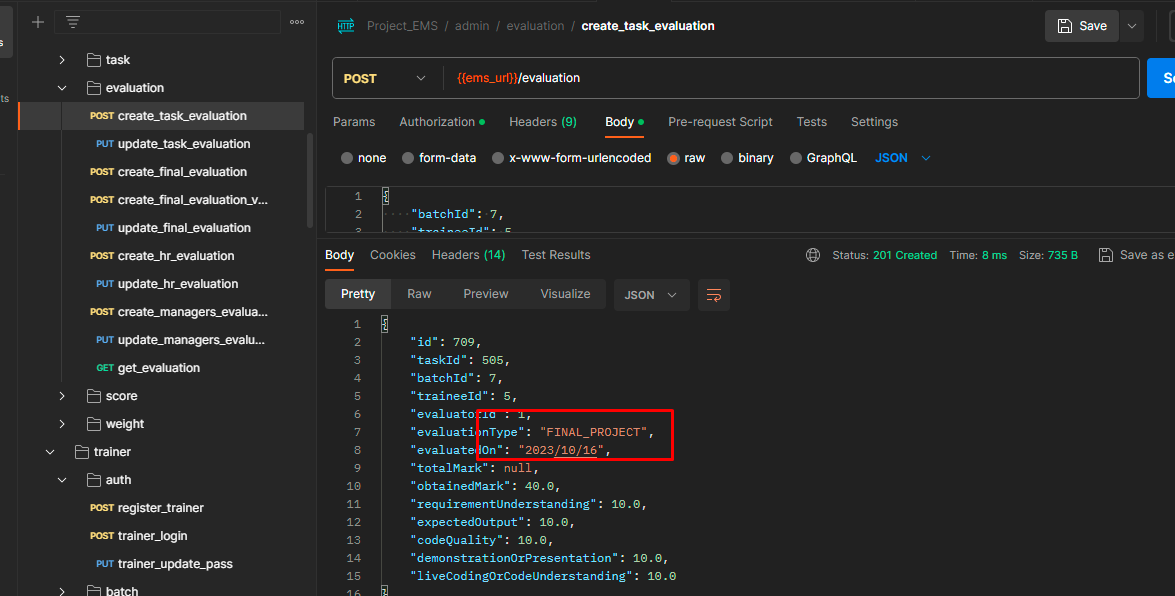 s
ts
task
evaluation
POST create_task_evaluation
PUT update_task_evaluation
POST create_final_evaluation
POST create_final_evaluation_v...
PUT update_final_evaluation
POST create_hr_evaluation
PUT update_hr_evaluation
POST create_managers_evalua...
PUT update_managers_evalu...
GET get_evaluation
score
weight
trainer
auth
POST register_trainer
POST trainer_login
PUT trainer_update_pass
batch
HTTP Project_EMS / admin / evaluation / create_task_evaluation
Save
POST {{ems_url}}/evaluation
Params Authorization Headers (9) Body Pre-request Script Tests Settings
none form-data x-www-form-urlencoded raw binary GraphQL JSON
1 {
2 "batchId": 7,
3 "traineeId": 5
Body Cookies Headers (14) Test Results Status: 201 Created Time: 8 ms Size: 735 B Save as e
Pretty Raw Preview Visualize JSON
1 {
2 "id": 709,
3 "taskId": 505,
4 "batchId": 7,
5 "traineeId": 5,
6 "evaluatorId": 1,
7 "evaluationType": "FINAL_PROJECT",
8 "evaluatedOn": "2023/10/16",
9 "totalMark": null,
10 "obtainedMark": 40.0,
11 "requirementUnderstanding": 10.0,
12 "expectedOutput": 10.0,
13 "codeQuality": 10.0,
14 "demonstrationOrPresentation": 10.0,
15 "liveCodingOrCodeUnderstanding": 10.0
16 }